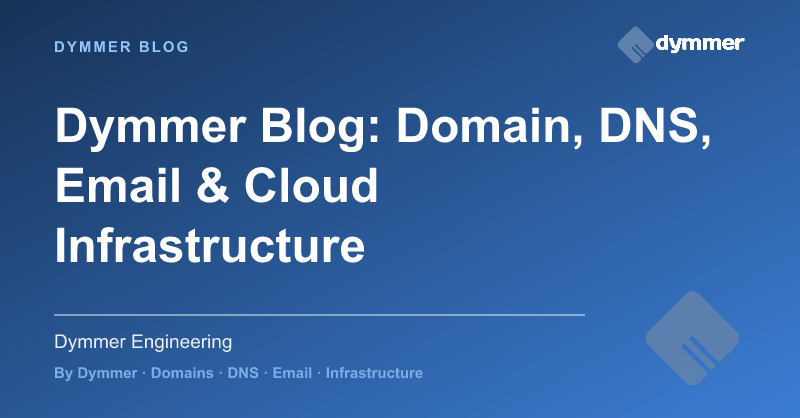 DYMMER BLOG
dymmer
Dymmer Blog: Domain, DNS,
Email & Cloud
Infrastructure
Dymmer Engineering
By Dymmer · Domains · DNS · Email · Infrastructure